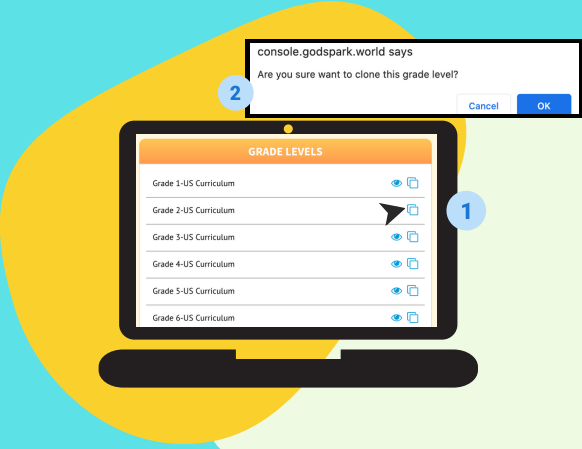 console.godspark.world says
Are you sure want to clone this grade level?
2
Cancel OK
GRADE LEVELS
Grade 1-US Curriculum
Grade 2-US Curriculum
1
Grade 3-US Curriculum
Grade 4-US Curriculum
Grade 5-US Curriculum
Grade 6-US Curriculum